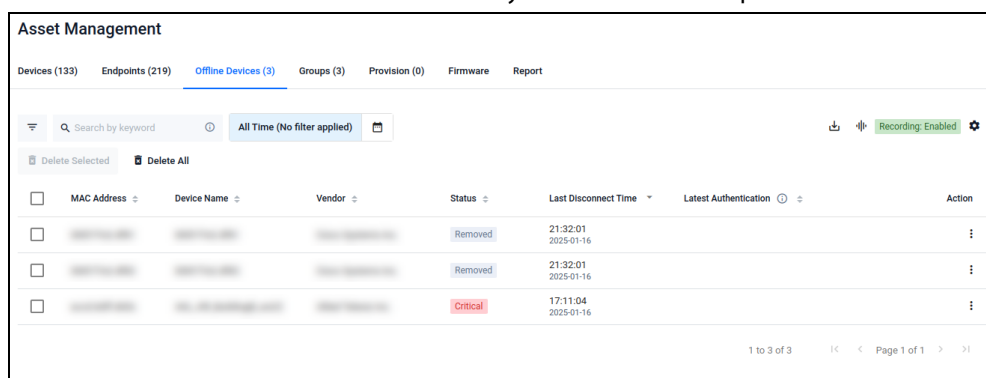 Asset Management
Devices (133) Endpoints (219) Offline Devices (3) Groups (3) Provision (0) Firmware Report
Search by keyword All Time (No filter applied) Recording: Enabled
Delete Selected Delete All
MAC Address Device Name Vendor Status Last Disconnect Time Latest Authentication Action
Removed 21:32:01
2025-01-16
Removed 21:32:01
2025-01-16
Critical 17:11:04
2025-01-16
1 to 3 of 3 Page 1 of 1